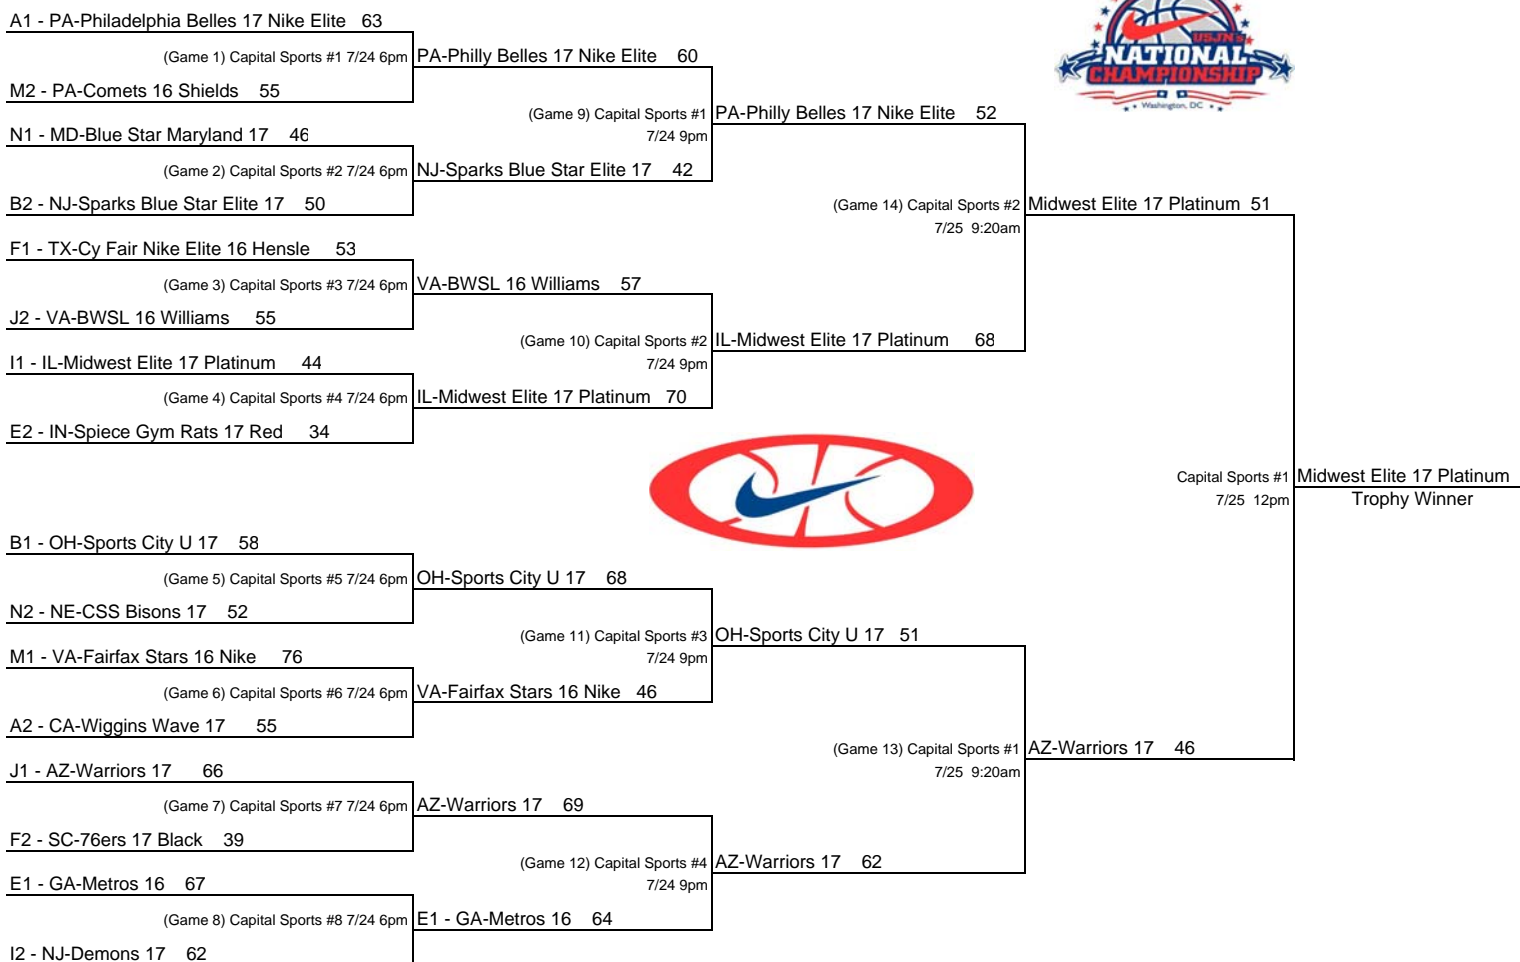 A1 - PA-Philadelphia Belles 17 Nike Elite 63
(Game 1) Capital Sports #1 7/24 6pm
PA-Philly Belles 17 Nike Elite 60
M2 - PA-Comets 16 Shields 55
N1 - MD-Blue Star Maryland 17 46
(Game 9) Capital Sports #1
7/24 9pm
PA-Philly Belles 17 Nike Elite 52
(Game 2) Capital Sports #2 7/24 6pm
NJ-Sparks Blue Star Elite 17 42
B2 - NJ-Sparks Blue Star Elite 17 50
(Game 14) Capital Sports #2
7/25 9:20am
Midwest Elite 17 Platinum 51
F1 - TX-Cy Fair Nike Elite 16 Hensle 53
(Game 3) Capital Sports #3 7/24 6pm
VA-BWSL 16 Williams 57
J2 - VA-BWSL 16 Williams 55
(Game 10) Capital Sports #2
7/24 9pm
IL-Midwest Elite 17 Platinum 68
I1 - IL-Midwest Elite 17 Platinum 44
(Game 4) Capital Sports #4 7/24 6pm
IL-Midwest Elite 17 Platinum 70
E2 - IN-Spiece Gym Rats 17 Red 34
USJN's
NATIONAL
CHAMPIONSHIP
Washington, DC
Capital Sports #1
7/25 12pm
Midwest Elite 17 Platinum
Trophy Winner
B1 - OH-Sports City U 17 58
(Game 5) Capital Sports #5 7/24 6pm
OH-Sports City U 17 68
N2 - NE-CSS Bisons 17 52
(Game 11) Capital Sports #3
7/24 9pm
OH-Sports City U 17 51
M1 - VA-Fairfax Stars 16 Nike 76
(Game 6) Capital Sports #6 7/24 6pm
VA-Fairfax Stars 16 Nike 46
A2 - CA-Wiggins Wave 17 55
(Game 13) Capital Sports #1
7/25 9:20am
AZ-Warriors 17 46
J1 - AZ-Warriors 17 66
(Game 7) Capital Sports #7 7/24 6pm
AZ-Warriors 17 69
F2 - SC-76ers 17 Black 39
(Game 12) Capital Sports #4
7/24 9pm
AZ-Warriors 17 62
E1 - GA-Metros 16 67
(Game 8) Capital Sports #8 7/24 6pm
E1 - GA-Metros 16 64
I2 - NJ-Demons 17 62